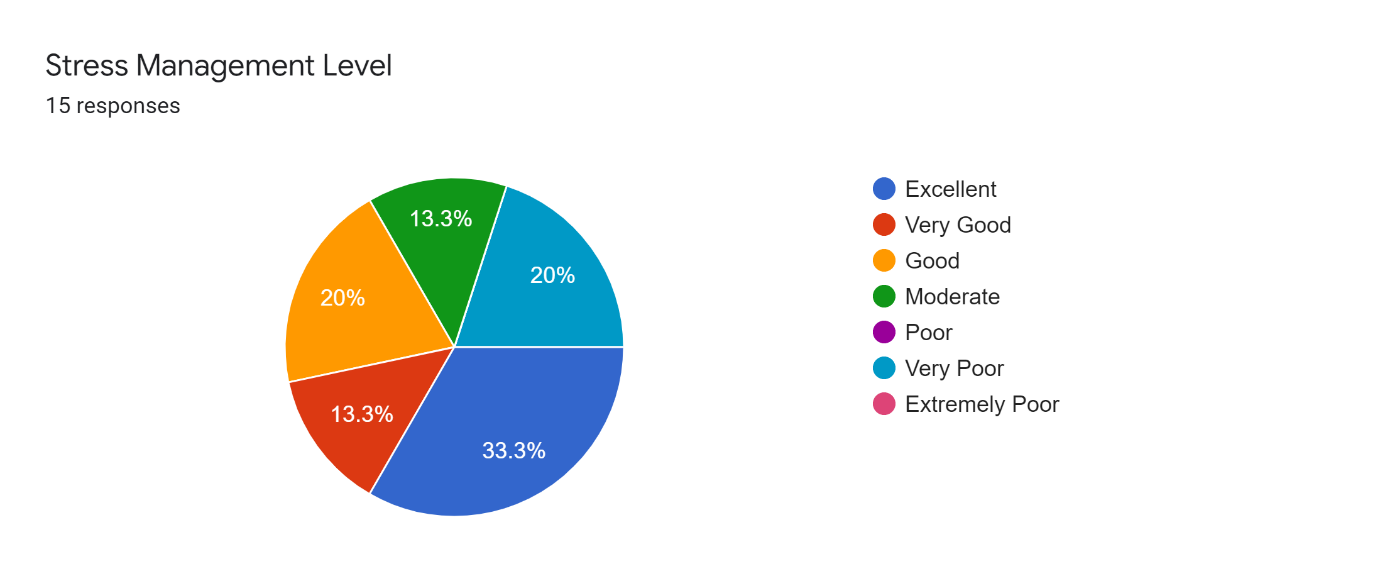 Stress Management Level
15 responses
13.3%
20%
20%
13.3%
33.3%
Excellent
Very Good
Good
Moderate
Poor
Very Poor
Extremely Poor